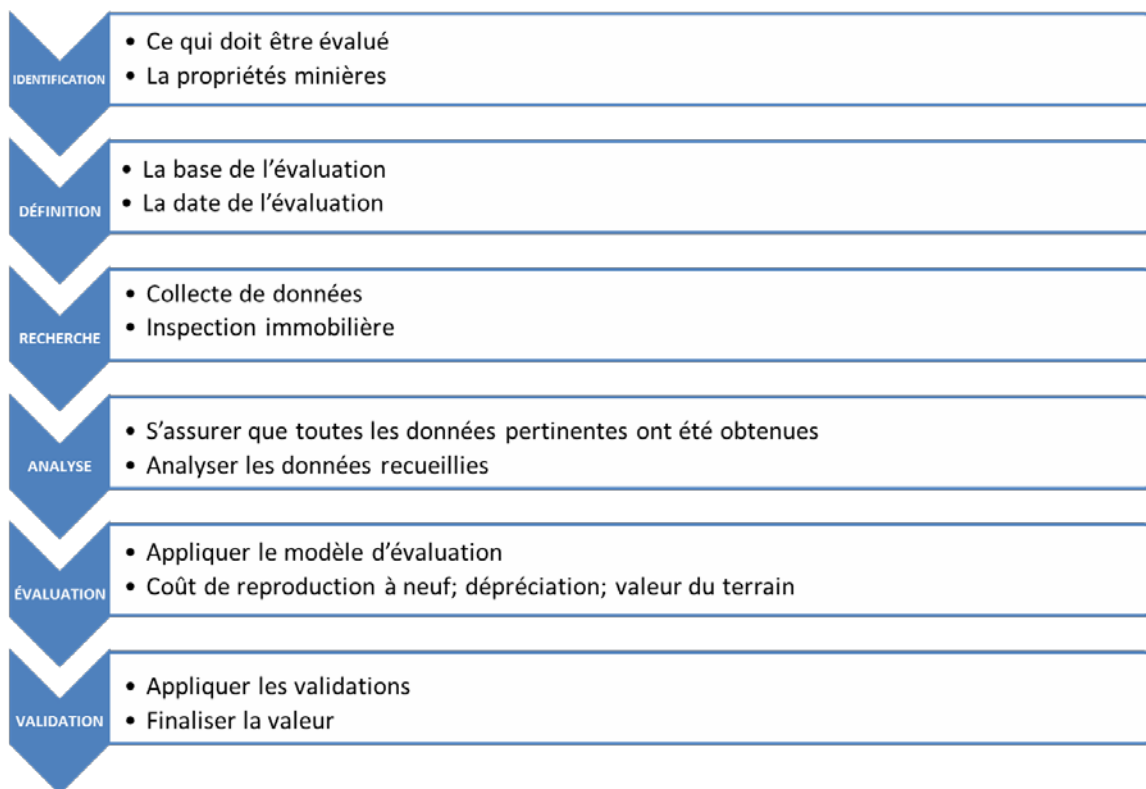 IDENTIFICATION
• Ce qui doit être évalué
• La propriétés minières
DÉFINITION
• La base de l'évaluation
• La date de l'évaluation
RECHERCHE
• Collecte de données
• Inspection immobilière
ANALYSE
• S'assurer que toutes les données pertinentes ont été obtenues
• Analyser les données recueillies
ÉVALUATION
• Appliquer le modèle d'évaluation
• Coût de reproduction à neuf; dépréciation; valeur du terrain
VALIDATION
• Appliquer les validations
• Finaliser la valeur